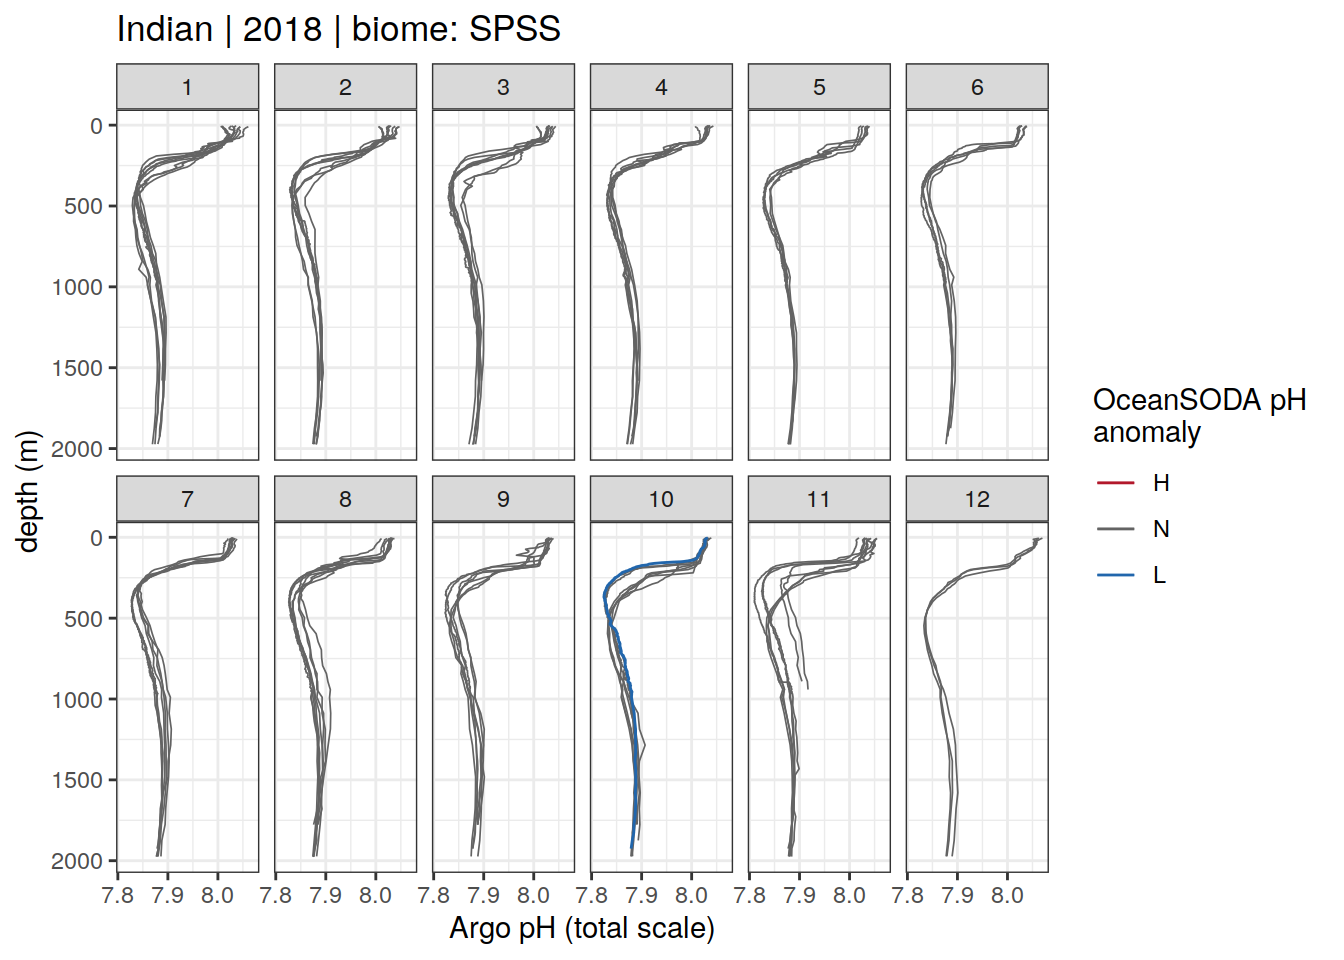 Indian | 2018 | biome: SPSS
1 2 3 4 5 6
0
500
1000
1500
2000
7 8 9 10 11 12
0
500
1000
1500
2000
7.8 7.9 8.0 7.8 7.9 8.0 7.8 7.9 8.0 7.8 7.9 8.0 7.8 7.9 8.0 7.8 7.9 8.0
Argo pH (total scale)
depth (m)
OceanSODA pH
anomaly
H
N
L